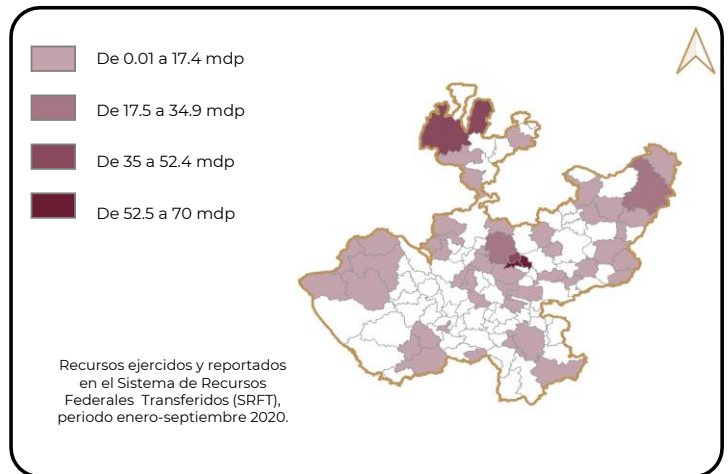 De 0.01 a 17.4 mdp
De 17.5 a 34.9 mdp
De 35 a 52.4 mdp
De 52.5 a 70 mdp
Recursos ejercidos y reportados
en el Sistema de Recursos
Federales Transferidos (SRFT),
periodo enero-septiembre 2020.